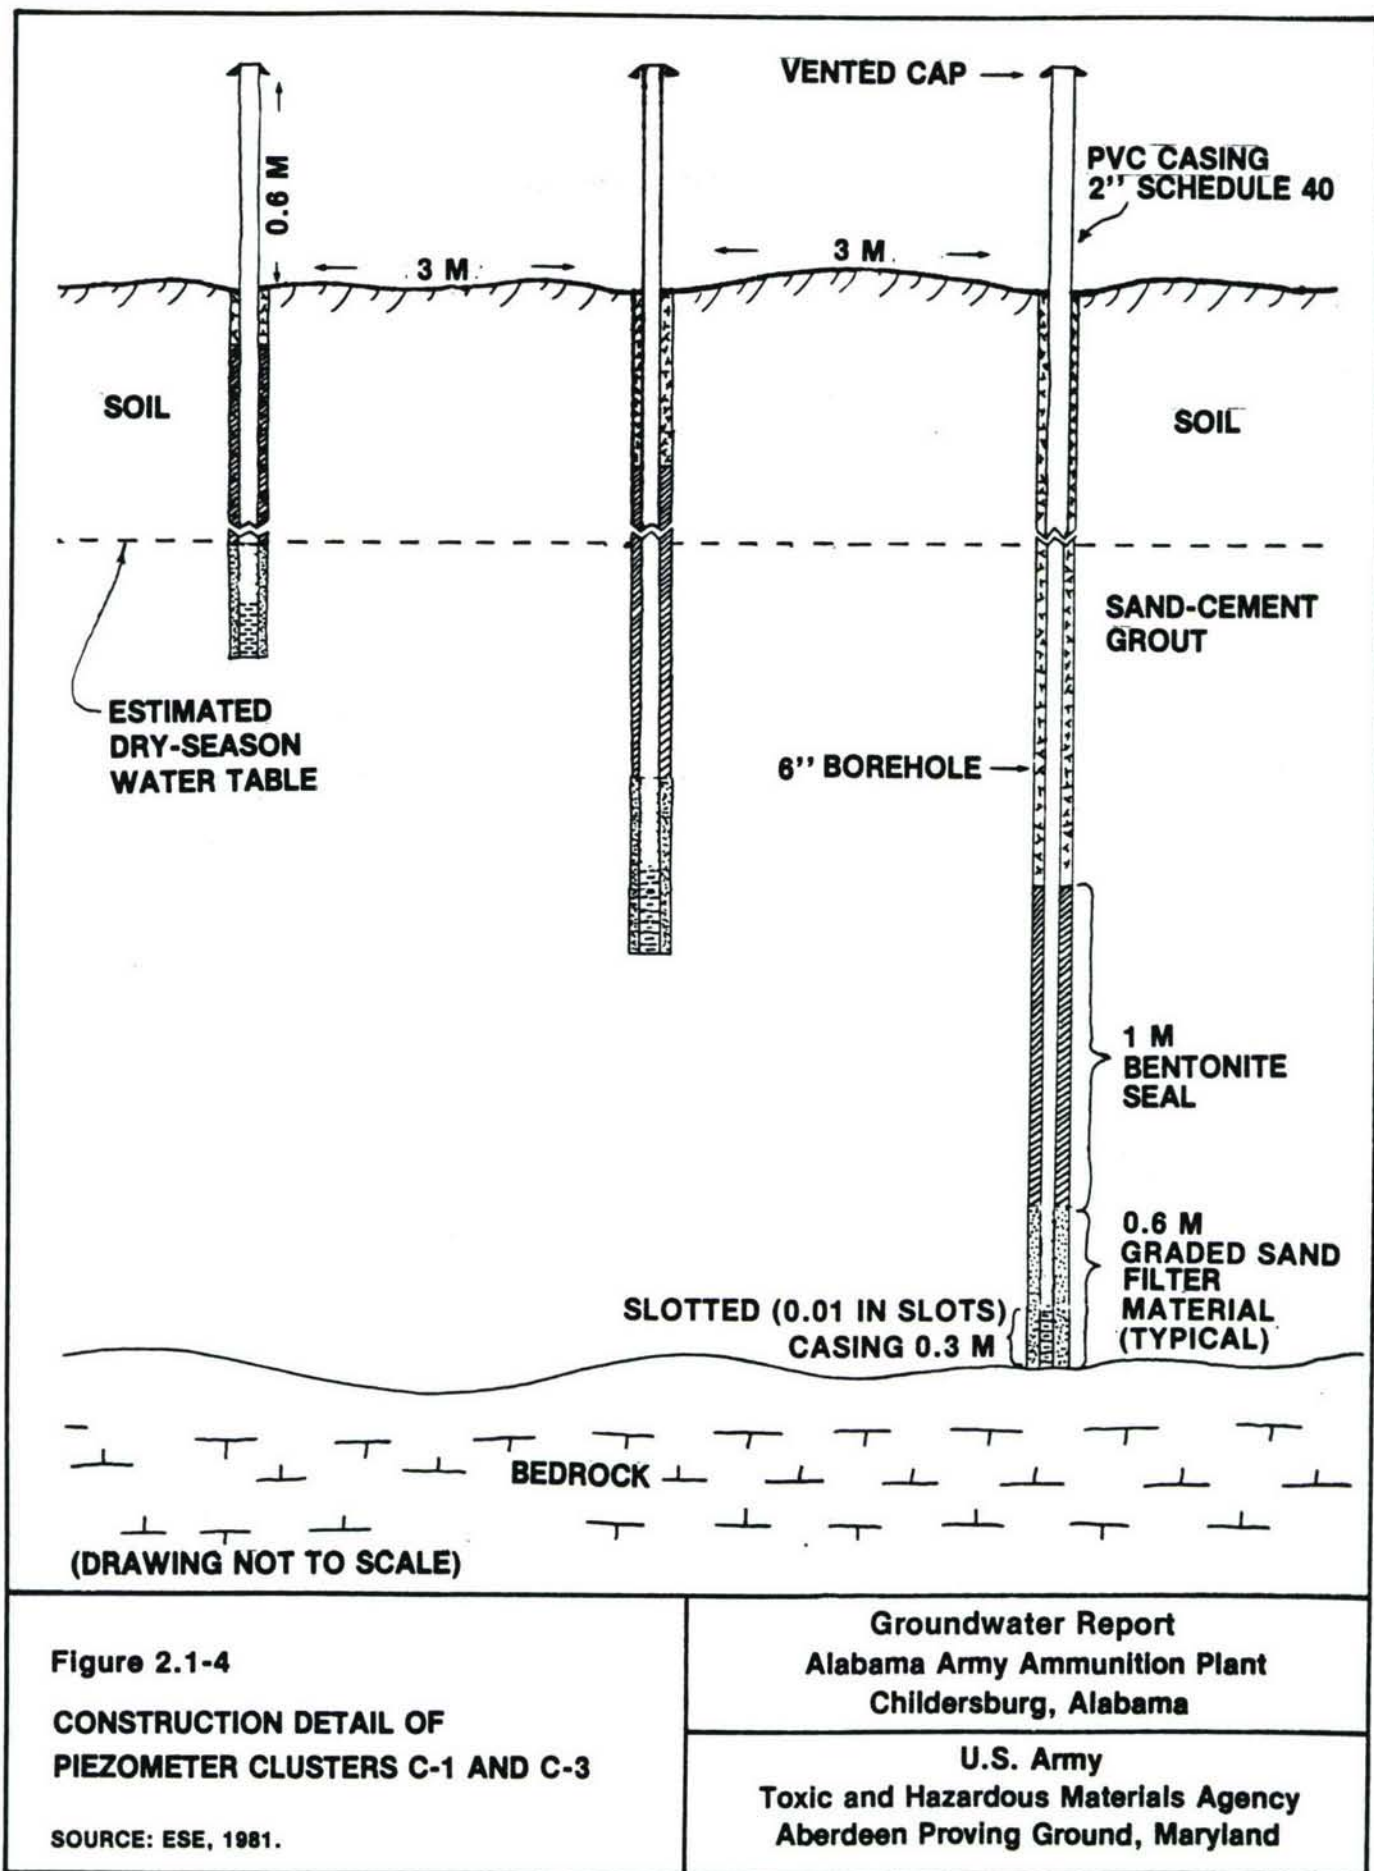 VENTED CAP
PVC CASING
2'' SCHEDULE 40
0.6 M
3 M
3 M
SOIL
SOIL
SAND-CEMENT
GROUT
ESTIMATED
DRY-SEASON
WATER TABLE
6'' BOREHOLE
1 M
BENTONITE
SEAL
0.6 M
GRADED SAND
FILTER
MATERIAL
(TYPICAL)
SLOTTED (0.01 IN SLOTS)
CASING 0.3 M
BEDROCK
(DRAWING NOT TO SCALE)
Figure 2.1-4
CONSTRUCTION DETAIL OF
PIEZOMETER CLUSTERS C-1 AND C-3
SOURCE: ESE, 1981.
Groundwater Report
Alabama Army Ammunition Plant
Childersburg, Alabama
U.S. Army
Toxic and Hazardous Materials Agency
Aberdeen Proving Ground, Maryland